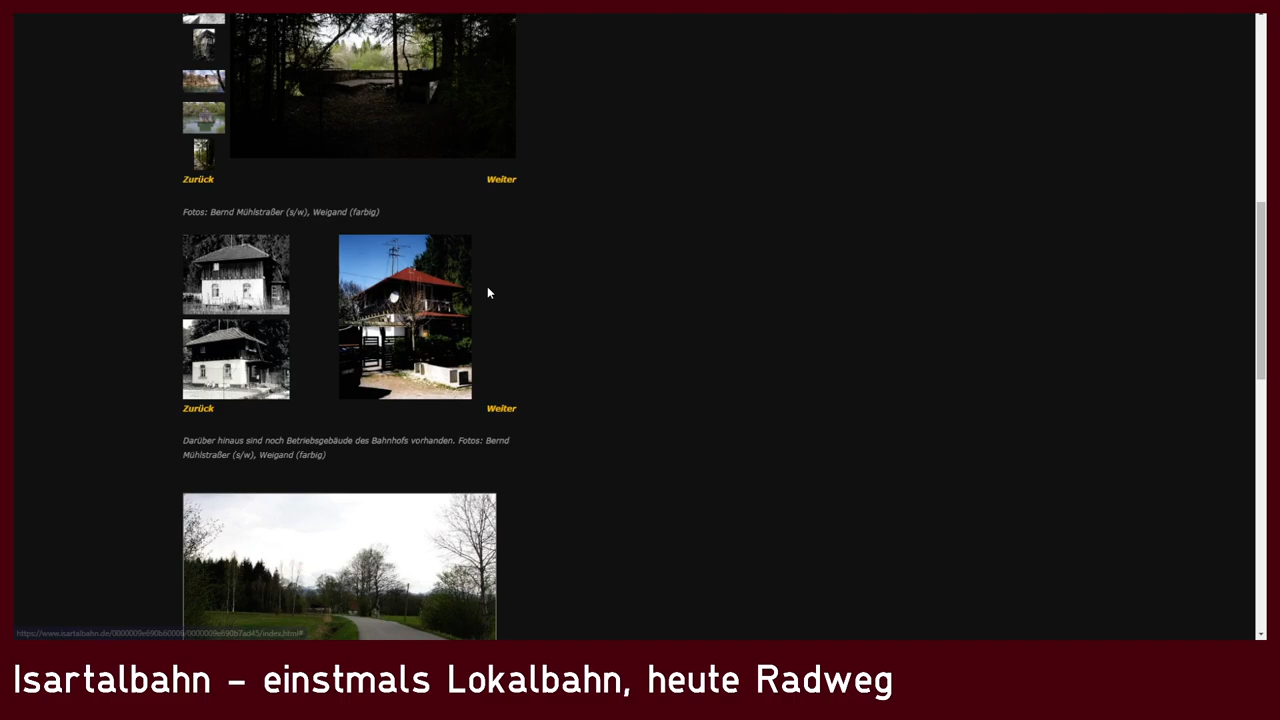 Zurück Weiter
Fotos: Bernd Mühlstraßer (s/w), Weigand (farbig)
Zurück Weiter
Darüber hinaus sind noch Betriebsgebäude des Bahnhofs vorhanden. Fotos: Bernd
Mühlstraßer (s/w), Weigand (farbig)
Isartalbahn – einstmals Lokalbahn, heute Radweg